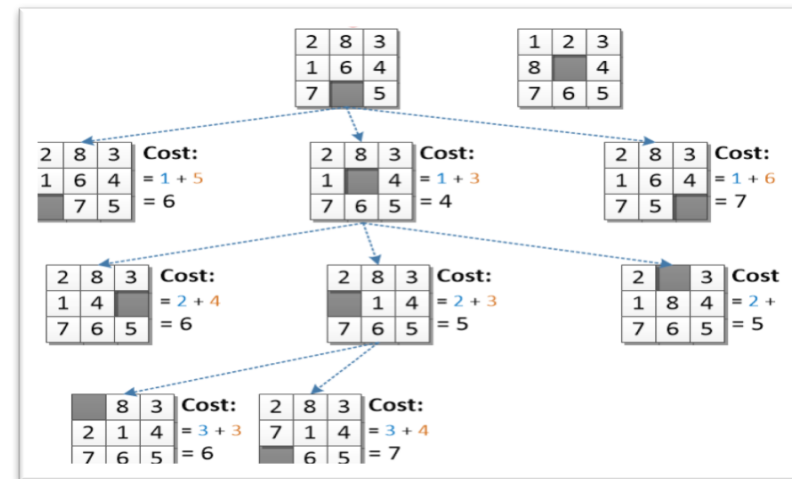 2 8 3
1 6 4
7 5
1 2 3
8 4
7 6 5
2 8 3
1 6 4
7 5
Cost:
= 1 + 5
= 6
2 8 3
1 4
7 6 5
Cost:
= 1 + 3
= 4
2 8 3
1 6 4
7 5
Cost:
= 1 + 6
= 7
2 8 3
1 4
7 6 5
Cost:
= 2 + 4
= 6
2 8 3
1 4
7 6 5
Cost:
= 2 + 3
= 5
2 3
1 8 4
7 6 5
Cost
= 2 +
= 5
8 3
2 1 4
7 6 5
Cost:
= 3 + 3
= 6
2 8 3
7 1 4
6 5
Cost:
= 3 + 4
= 7